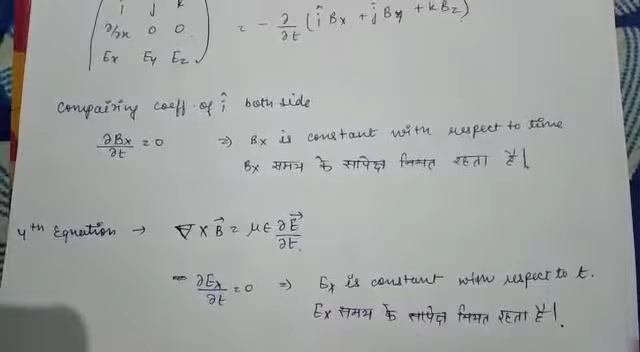 i j k
∂/∂x 0 0 = - ∂/∂t (î Bx + ĵ By + k Bz)
Ex Ey Ez
Comparising coeff. of î both side
∂Bx/∂t = 0 ⇒ Bx is constant with respect to time
Bx समय के सापेक्ष नियत रहता है।
4th Equation → ∇ x B⃗ = μ∈ ∂E⃗/∂t.
- ∂Ex/∂t = 0 ⇒ Ex is constant with respect to t.
Ex समय के सापेक्ष नियत रहता है।